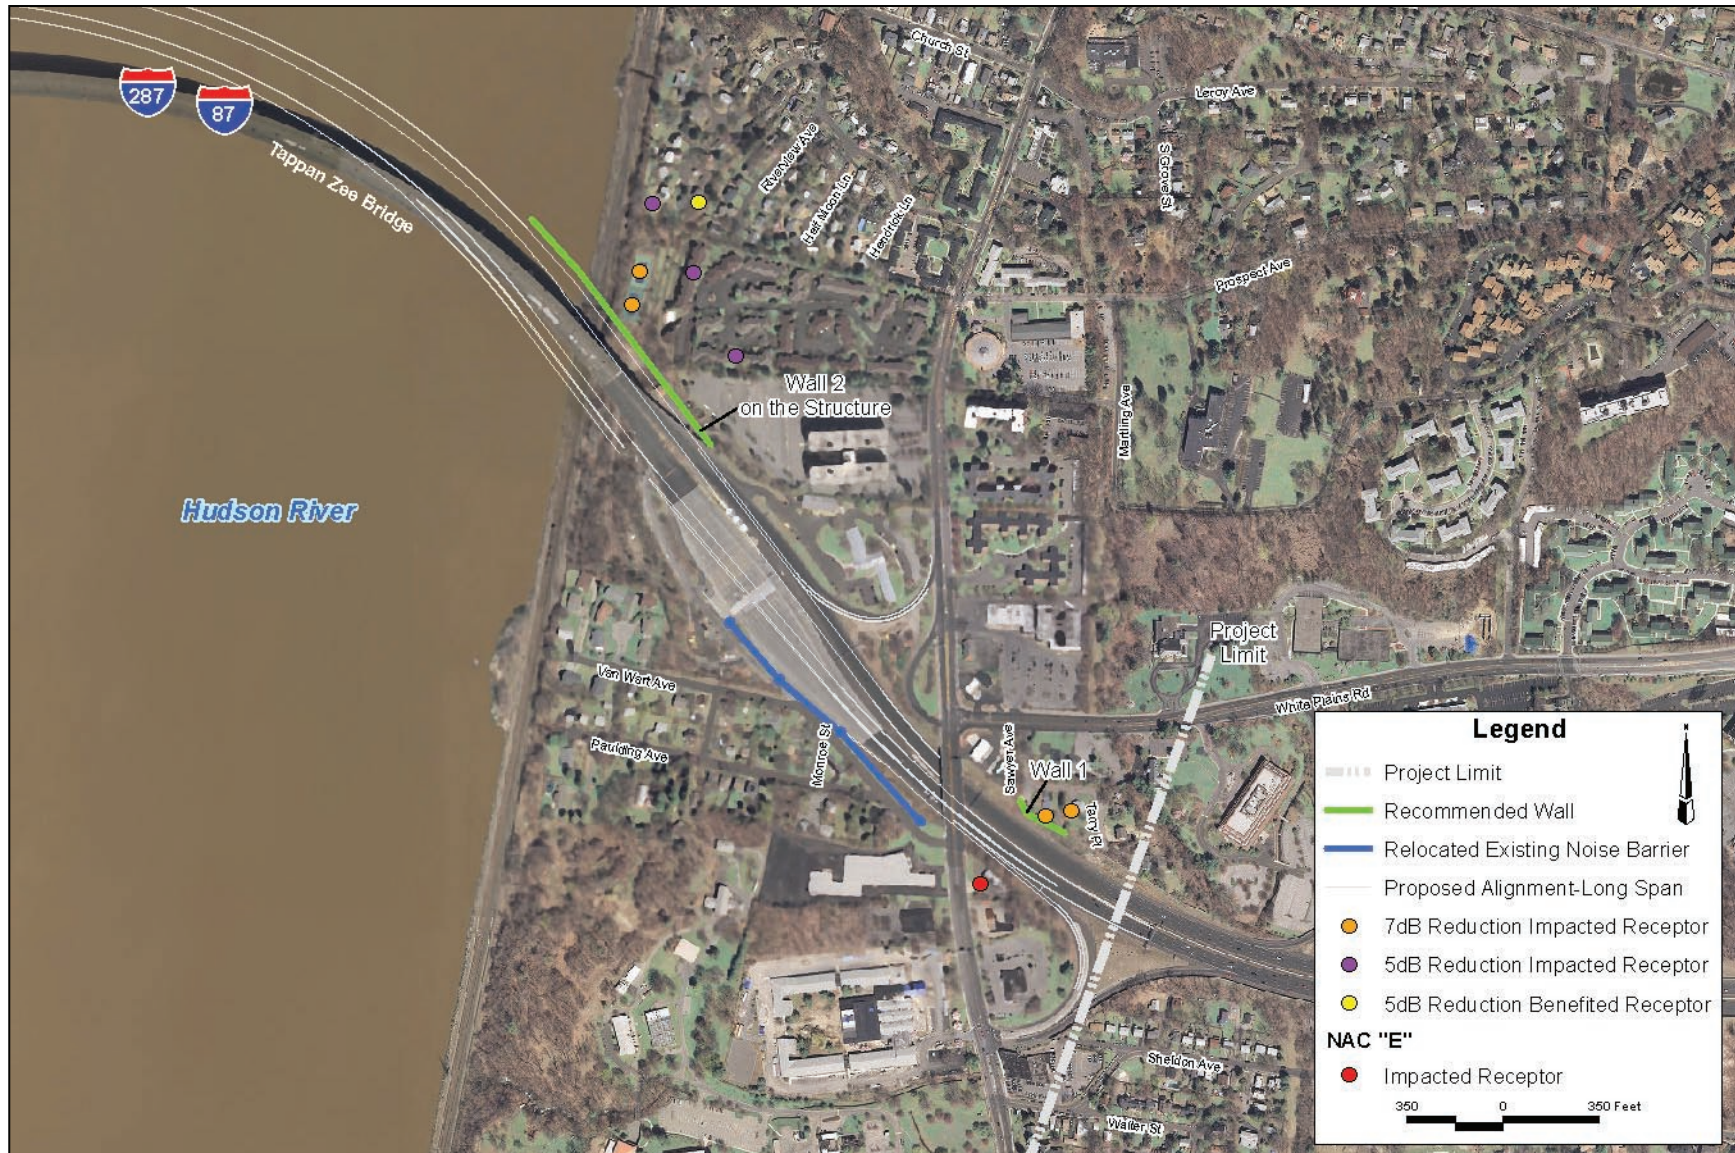 Church St
Leroy Ave
287
87
Tappan Zee Bridge
Riverview Ave
Half Moon Ln
Hendrick Ln
S Grove St
Prospect Ave
Wall 2
on the Structure
Martling Ave
Hudson River
Project
Limit
Van Wart Ave
White Plains Rd
Paulding Ave
Monroe St
Sawyer Ave
Wall 1
Tarry Pl
Sheldon Ave
Walter St
Legend
N
Project Limit
Recommended Wall
Relocated Existing Noise Barrier
Proposed Alignment-Long Span
7dB Reduction Impacted Receptor
5dB Reduction Impacted Receptor
5dB Reduction Benefited Receptor
NAC "E"
Impacted Receptor
350 0 350 Feet